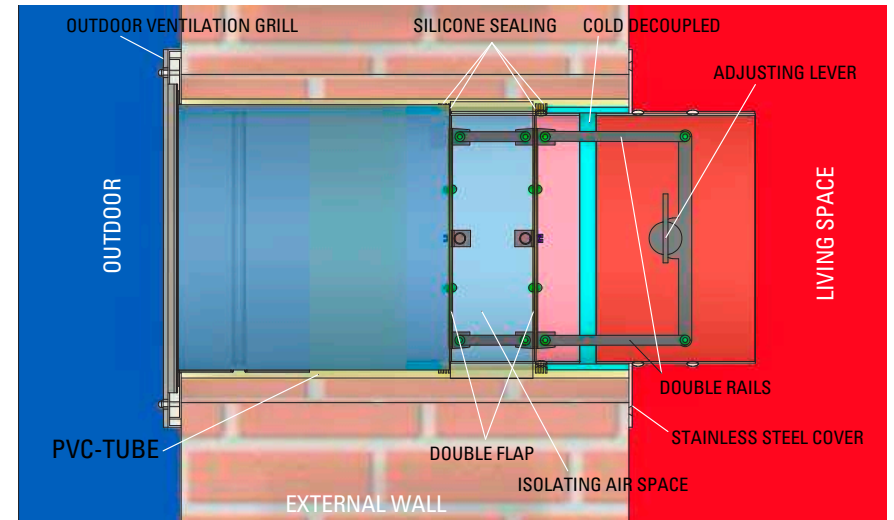 OUTDOOR VENTILATION GRILL
SILICONE SEALING
COLD DECOUPLED
ADJUSTING LEVER
OUTDOOR
LIVING SPACE
DOUBLE RAILS
STAINLESS STEEL COVER
PVC-TUBE
DOUBLE FLAP
ISOLATING AIR SPACE
EXTERNAL WALL